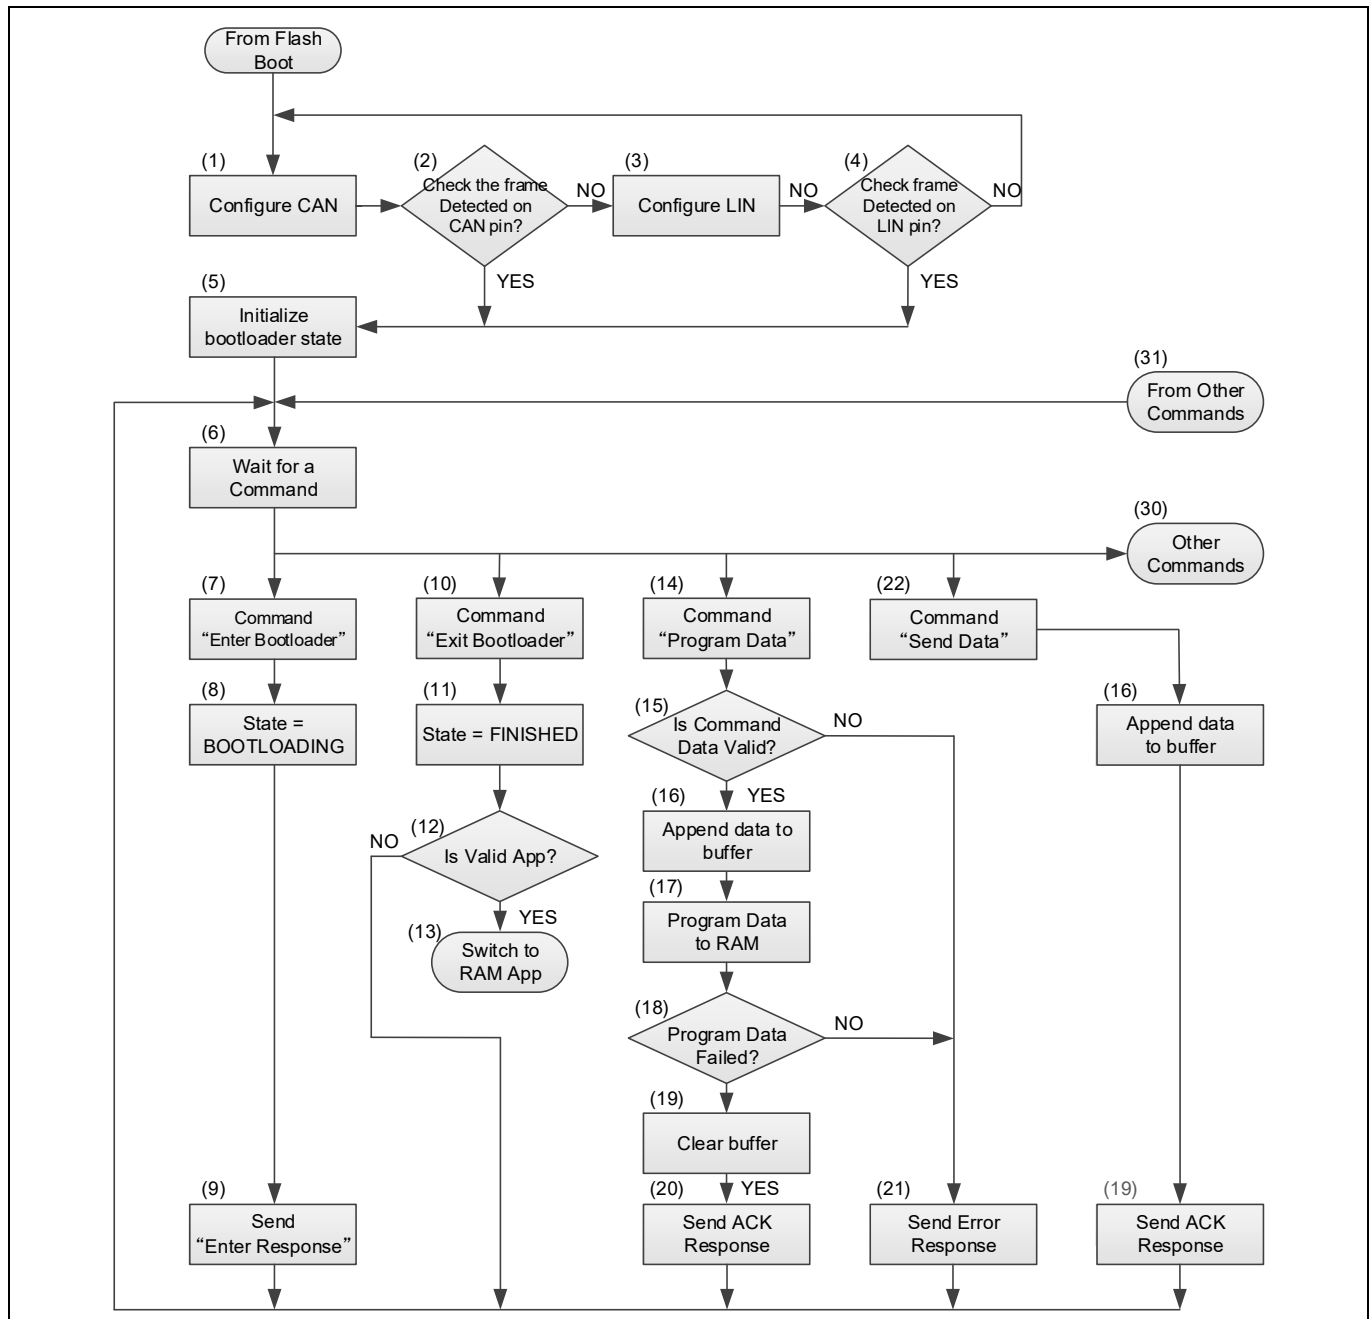 From Flash
Boot
(1)
Configure CAN
(2)
Check the frame
Detected on
CAN pin?
NO
YES
(3)
Configure LIN
NO
(4)
Check frame
Detected on
LIN pin?
NO
YES
(5)
Initialize
bootloader state
(31)
From Other
Commands
(6)
Wait for a
Command
(30)
Other
Commands
(7)
Command
“Enter Bootloader”
(8)
State =
BOOTLOADING
(9)
Send
“Enter Response”
(10)
Command
“Exit Bootloader”
(11)
State = FINISHED
(12)
Is Valid App?
NO
YES
(13)
Switch to
RAM App
(14)
Command
“Program Data”
(15)
Is Command
Data Valid?
NO
YES
(16)
Append data to
buffer
(17)
Program Data
to RAM
(18)
Program Data
Failed?
NO
(19)
Clear buffer
YES
(20)
Send ACK
Response
(21)
Send Error
Response
(22)
Command
“Send Data”
(16)
Append data
to buffer
(19)
Send ACK
Response